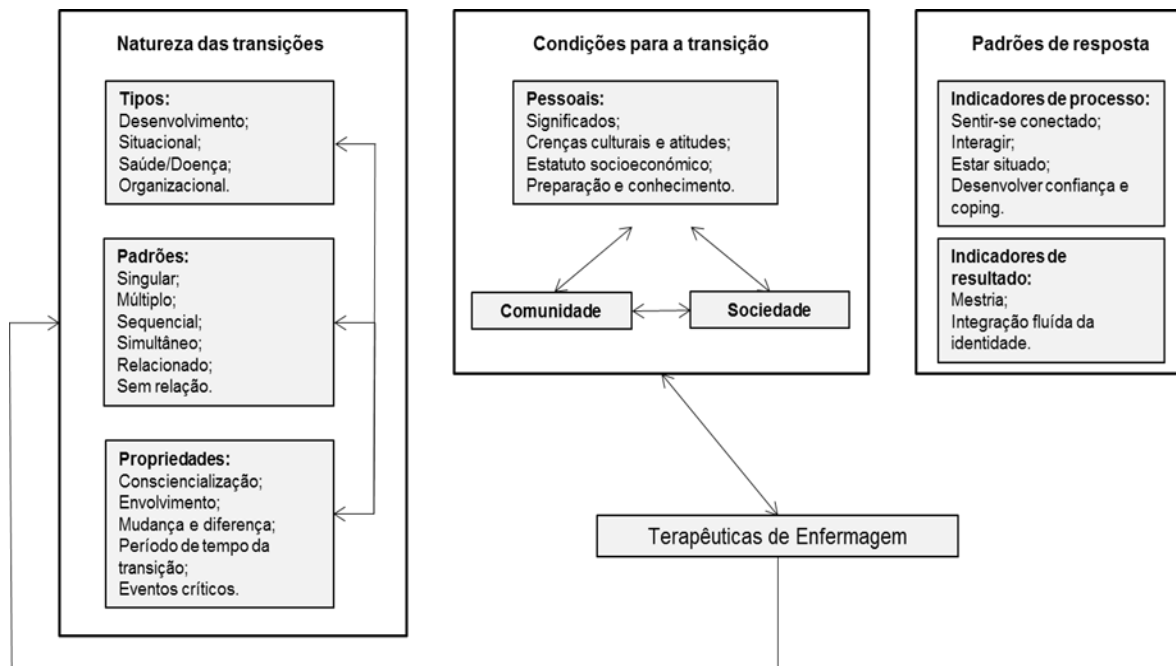 Natureza das transições
Tipos:
Desenvolvimento;
Situacional;
Saúde/Doença;
Organizacional.
Padrões:
Singular;
Múltiplo;
Sequencial;
Simultâneo;
Relacionado;
Sem relação.
Propriedades:
Consciencialização;
Envolvimento;
Mudança e diferença;
Período de tempo da
transição;
Eventos críticos.
Condições para a transição
Pessoais:
Significados;
Crenças culturais e atitudes;
Estatuto socioeconómico;
Preparação e conhecimento.
Comunidade
Sociedade
Padrões de resposta
Indicadores de processo:
Sentir-se conectado;
Interagir;
Estar situado;
Desenvolver confiança e
coping.
Indicadores de
resultado:
Mestria;
Integração fluída da
identidade.
Terapêuticas de Enfermagem